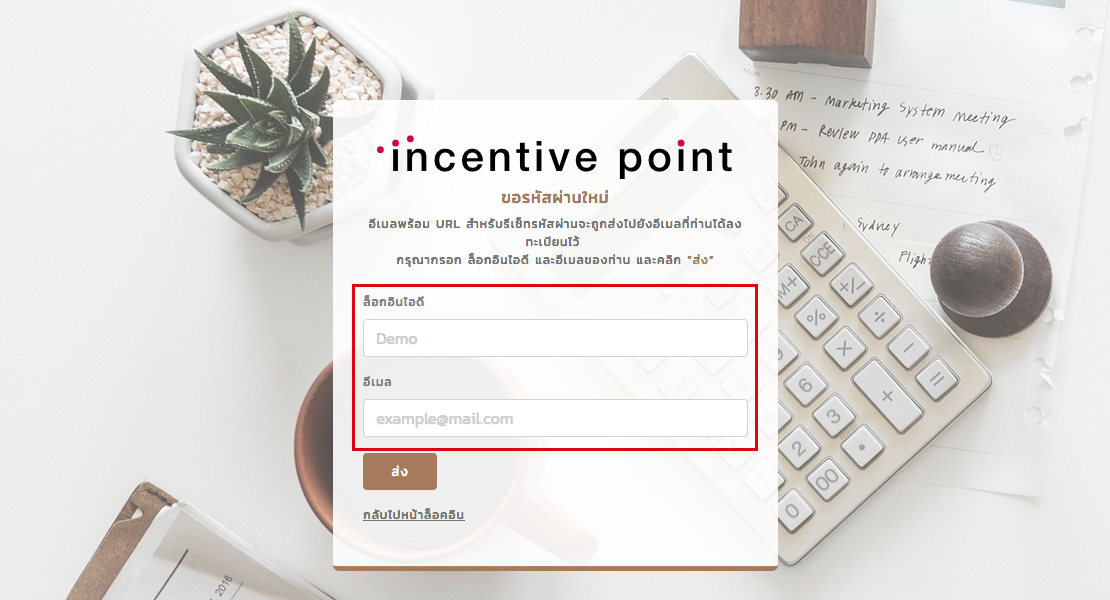 incentive point
ขอรหัสผ่านใหม่
อีเมลพร้อม URL สำหรับรีเซ็ทรหัสผ่านจะถูกส่งไปยังอีเมลที่ท่านได้ลง
ทะเบียนไว้
กรุณากรอก ล็อกอินไอดี และอีเมลของท่าน และคลิก "ส่ง"
ล็อกอินไอดี
Demo
อีเมล
example@mail.com
ส่ง
กลับไปหน้าล็อคอิน
Mon
8.30 AM - Marketing System meeting
PM - Review PDA user manual
John again to arrange meeting
Sydney
Flight
CA
ON
C·CE
M+
+/-
%
÷
X
−
6
+
=
3
2
•
00
0
2016